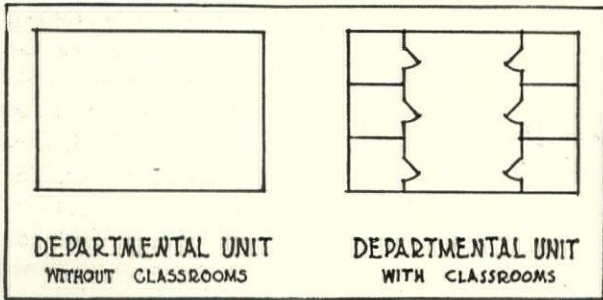 DEPARTMENTAL UNIT
WITHOUT CLASSROOMS
DEPARTMENTAL UNIT
WITH CLASSROOMS